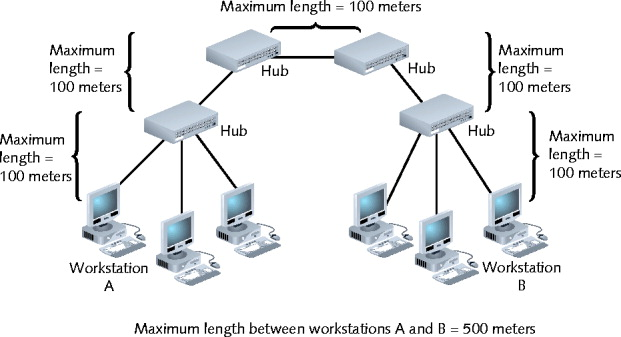 Maximum length = 100 meters
Maximum
length =
100 meters
Hub
Hub
Maximum
length =
100 meters
Maximum
length =
100 meters
Hub
Hub
Maximum
length =
100 meters
Workstation
A
Workstation
B
Maximum length between workstations A and B = 500 meters